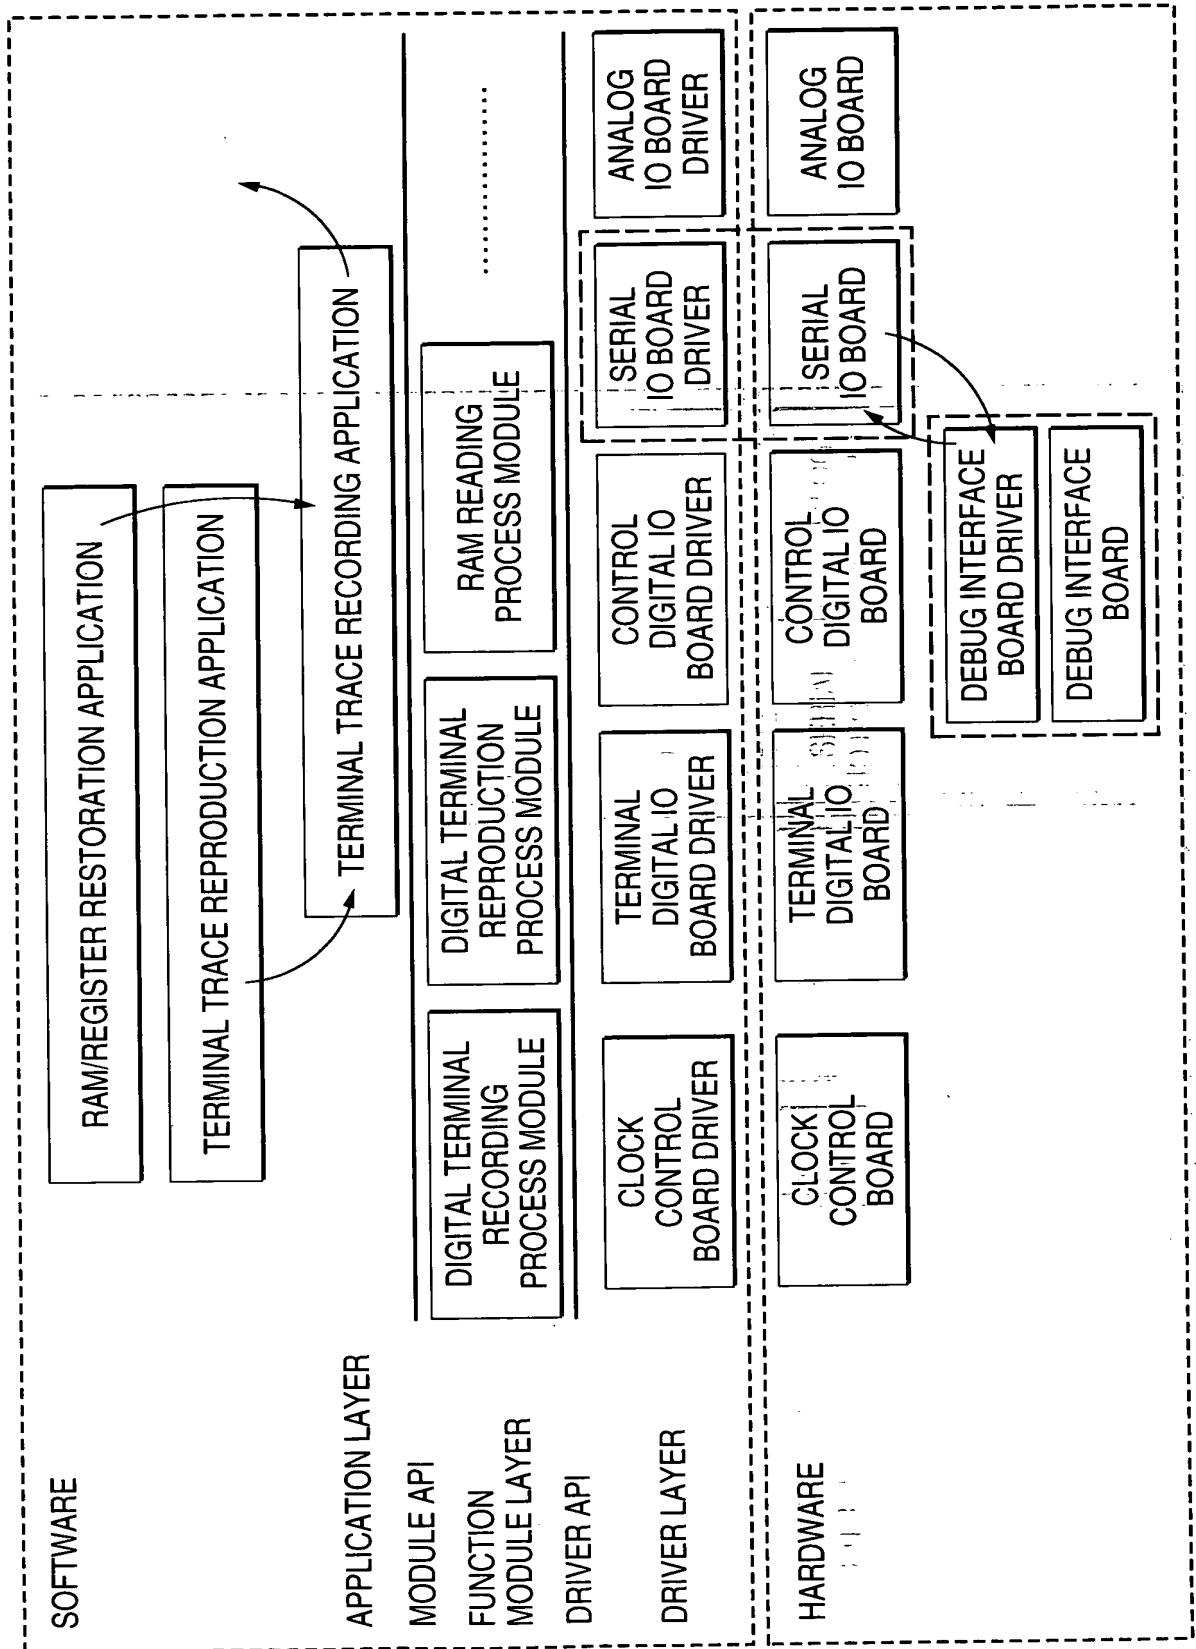 SOFTWARE
RAM/REGISTER RESTORATION APPLICATION
TERMINAL TRACE REPRODUCTION APPLICATION
APPLICATION LAYER
TERMINAL TRACE RECORDING APPLICATION
MODULE API
FUNCTION
MODULE LAYER
DIGITAL TERMINAL
RECORDING
PROCESS MODULE
DIGITAL TERMINAL
REPRODUCTION
PROCESS MODULE
RAM READING
PROCESS MODULE
..................
DRIVER API
DRIVER LAYER
CLOCK
CONTROL
BOARD DRIVER
TERMINAL
DIGITAL IO
BOARD DRIVER
CONTROL
DIGITAL IO
BOARD DRIVER
SERIAL
IO BOARD
DRIVER
ANALOG
IO BOARD
DRIVER
HARDWARE
CLOCK
CONTROL
BOARD
TERMINAL
DIGITAL IO
BOARD
CONTROL
DIGITAL IO
BOARD
SERIAL
IO BOARD
ANALOG
IO BOARD
DEBUG INTERFACE
BOARD DRIVER
DEBUG INTERFACE
BOARD